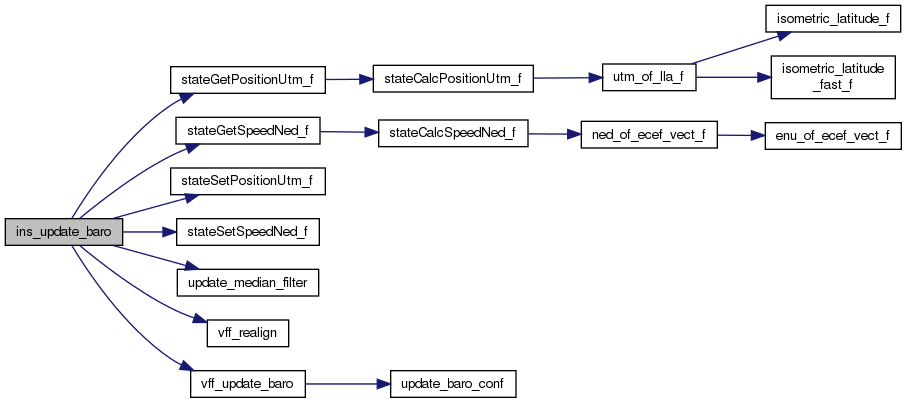 ins_update_baro
stateGetPositionUtm_f
stateCalcPositionUtm_f
utm_of_lla_f
isometric_latitude_f
isometric_latitude
_fast_f
stateGetSpeedNed_f
stateCalcSpeedNed_f
ned_of_ecef_vect_f
enu_of_ecef_vect_f
stateSetPositionUtm_f
stateSetSpeedNed_f
update_median_filter
vff_realign
vff_update_baro
update_baro_conf